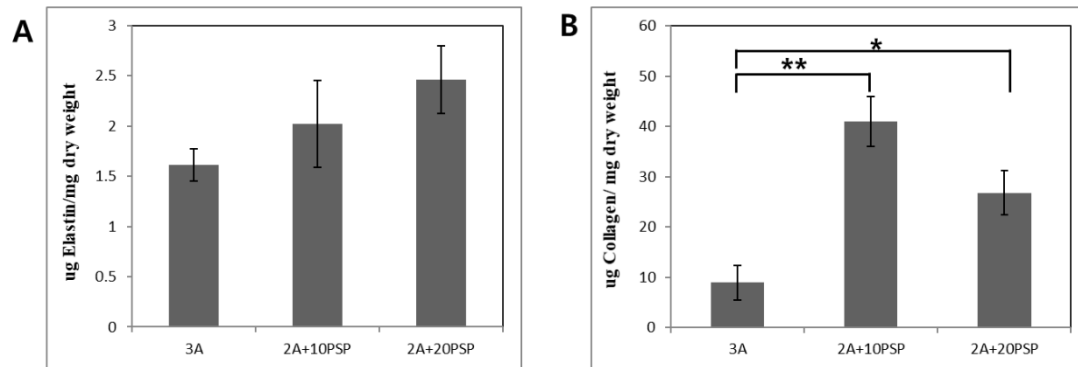 A
ug Elastin/mg dry weight
3
2.5
2
1.5
1
0.5
0
3A 2A+10PSP 2A+20PSP
B
ug Collagen/ mg dry weight
60
50
40
30
20
10
0
*
**
3A 2A+10PSP 2A+20PSP